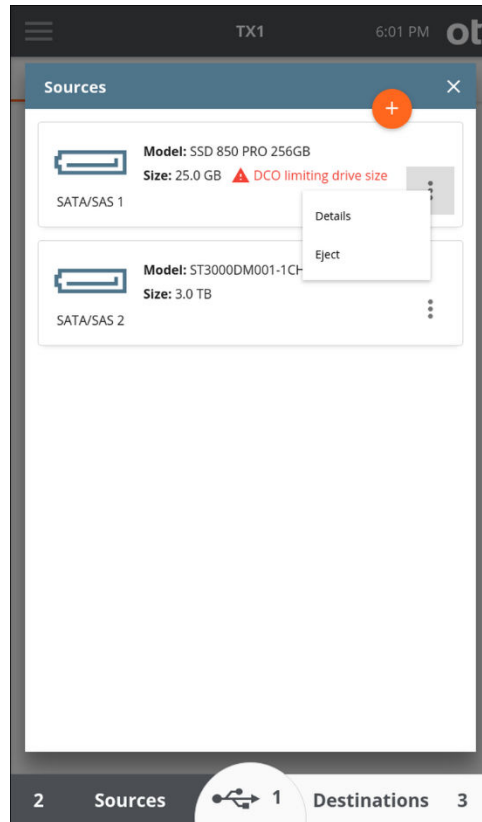 TX1
6:01 PM
Sources
+
Model: SSD 850 PRO 256GB
Size: 25.0 GB DCO limiting drive size
SATA/SAS 1
Details
Eject
Model: ST3000DM001-1CH
Size: 3.0 TB
SATA/SAS 2
2 Sources
1
Destinations 3